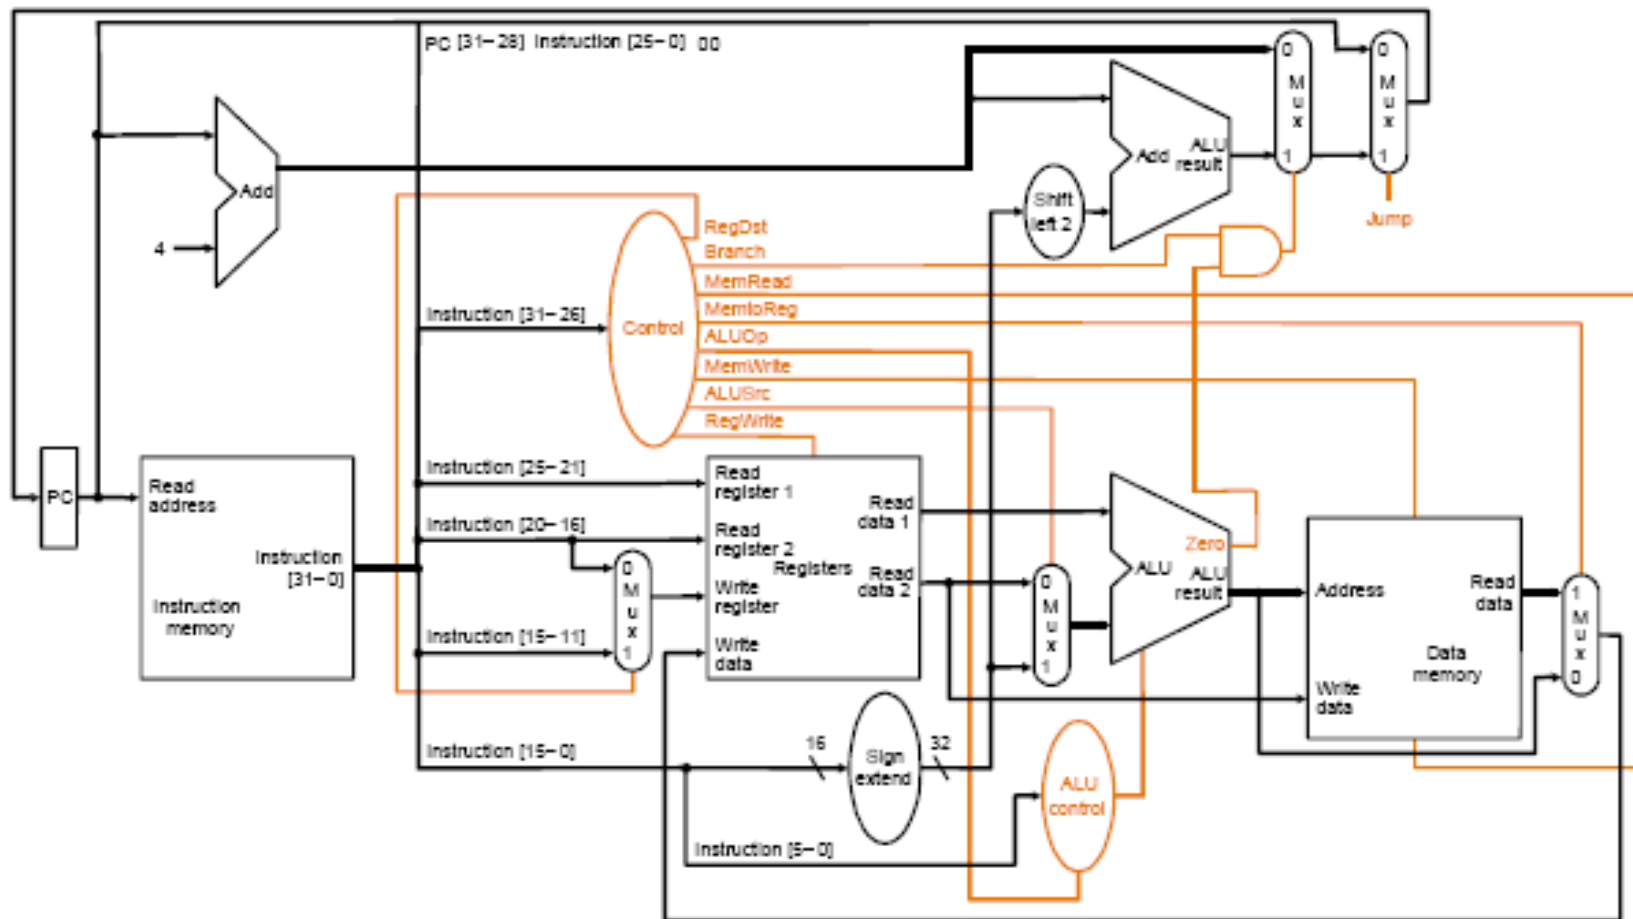 PC [31–28] Instruction [25–0] 00
0
M
u
x
1
0
M
u
x
1
Add
ALU
result
Add
4
Shift
left 2
Jump
RegDst
Branch
MemRead
MemtoReg
ALUOp
MemWrite
ALUSrc
RegWrite
Instruction [31–26]
Control
PC
Read
address
Instruction
[31–0]
Instruction
memory
Instruction [25–21]
Instruction [20–16]
Instruction [15–11]
0
M
u
x
1
Read
register 1
Read
register 2
Registers
Write
register
Write
data
Read
data 1
Read
data 2
0
M
u
x
1
Zero
ALU
ALU
result
Address
Read
data
Data
memory
Write
data
1
M
u
x
0
Instruction [15–0]
16
Sign
extend
32
ALU
control
Instruction [5–0]